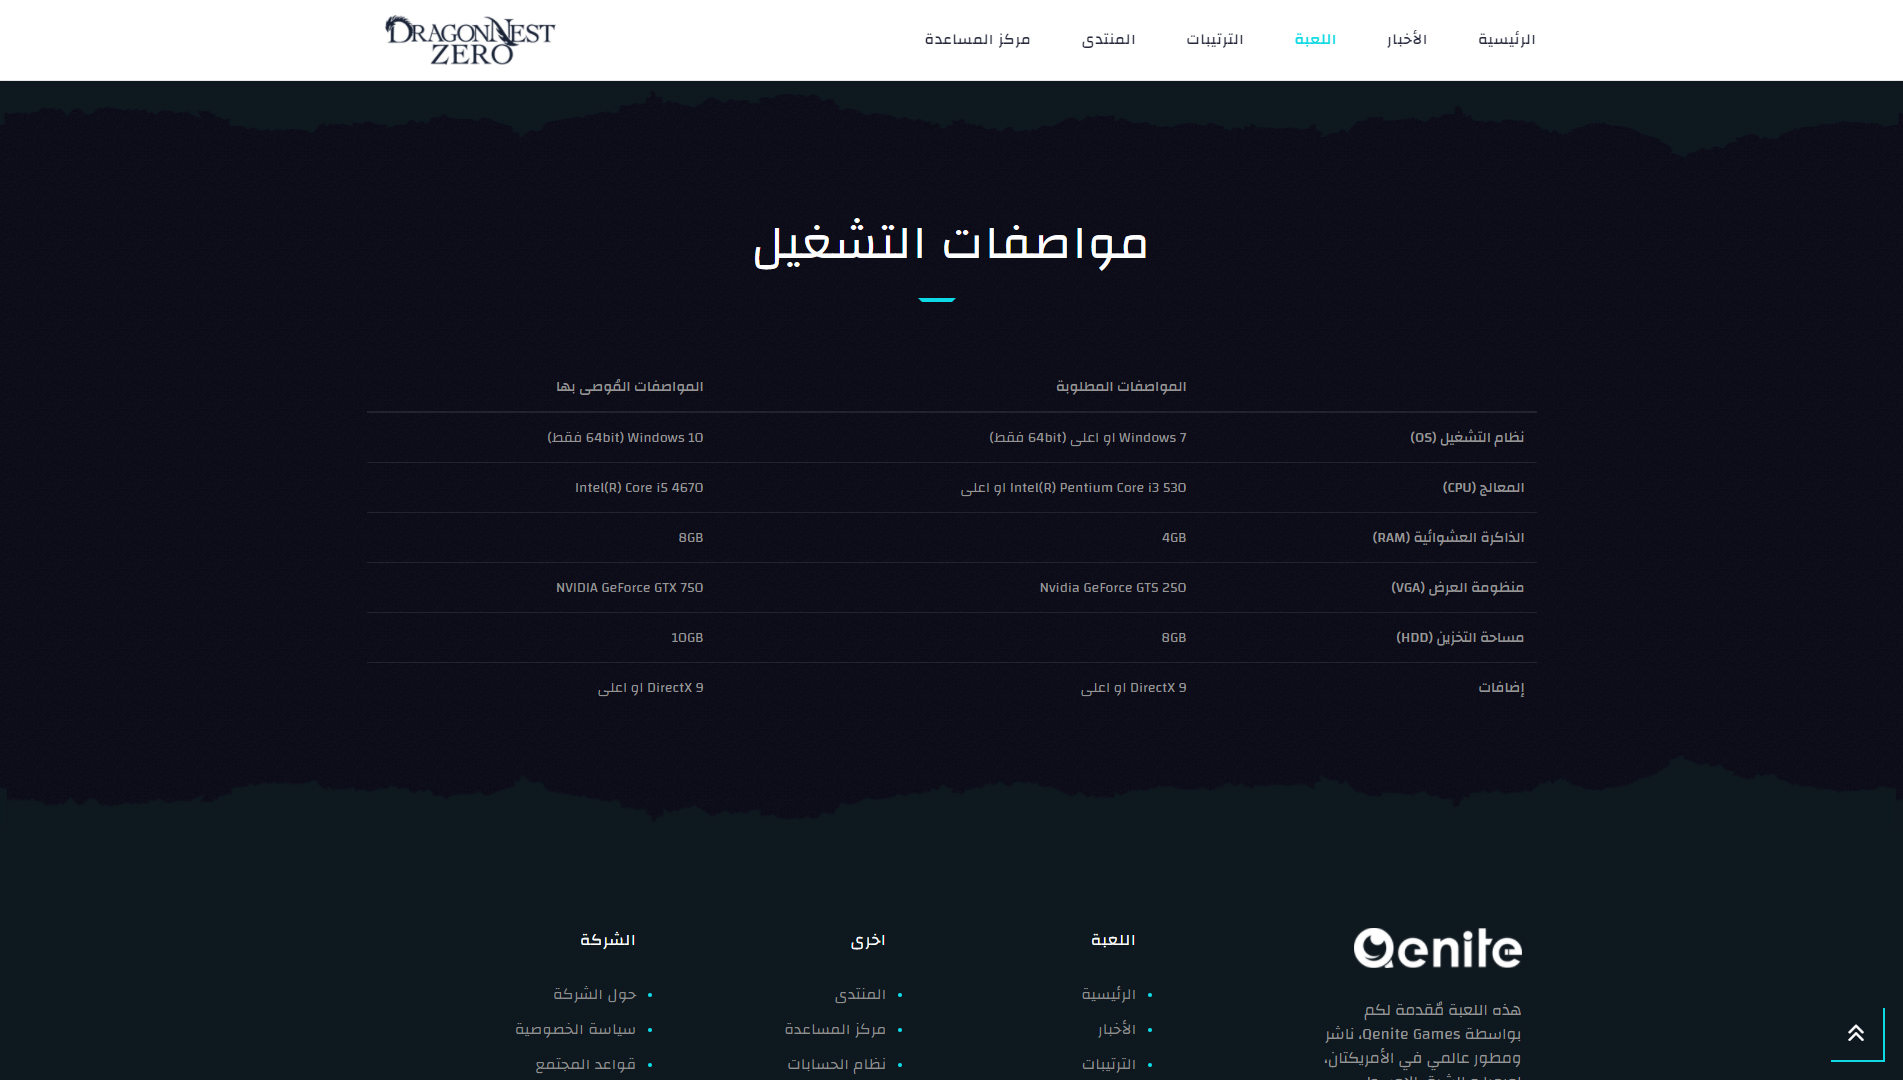 الرئيسية الأخبار اللعبة الترتيبات المنتدى مركز المساعدة
DRAGONNEST
ZERO
مواصفات التشغيل
المواصفات المطلوبة المواصفات المُوصى بها
نظام التشغيل (OS) Windows 7 او اعلى (64bit فقط) Windows 10 (64bit فقط)
المعالج (CPU) Intel(R) Pentium Core i3 530 او اعلى Intel(R) Core i5 4670
الذاكرة العشوائية (RAM) 4GB 8GB
منظومة العرض (VGA) Nvidia GeForce GTS 250 NVIDIA GeForce GTX 750
مساحة التخزين (HDD) 8GB 10GB
إضافات DirectX 9 او اعلى DirectX 9 او اعلى
Qenite
هذه اللعبة مُقدمة لكم
بواسطة Qenite Games، ناشر
ومطور عالمي في الأمريكتان،
اللعبة
الرئيسية
الأخبار
الترتيبات
اخرى
المنتدى
مركز المساعدة
نظام الحسابات
الشركة
حول الشركة
سياسة الخصوصية
قواعد المجتمع